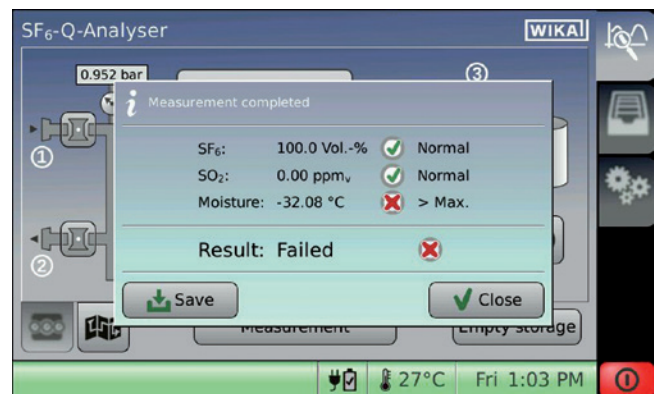 SF₆-Q-Analyser
WIKA
0.952 bar
③
i Measurement completed
①
SF₆: 100.0 Vol.-% Normal
SO₂: 0.00 ppmᵥ Normal
Moisture: -32.08 °C > Max.
②
Result: Failed
Save
Close
Measurement
Empty storage
27°C
Fri 1:03 PM